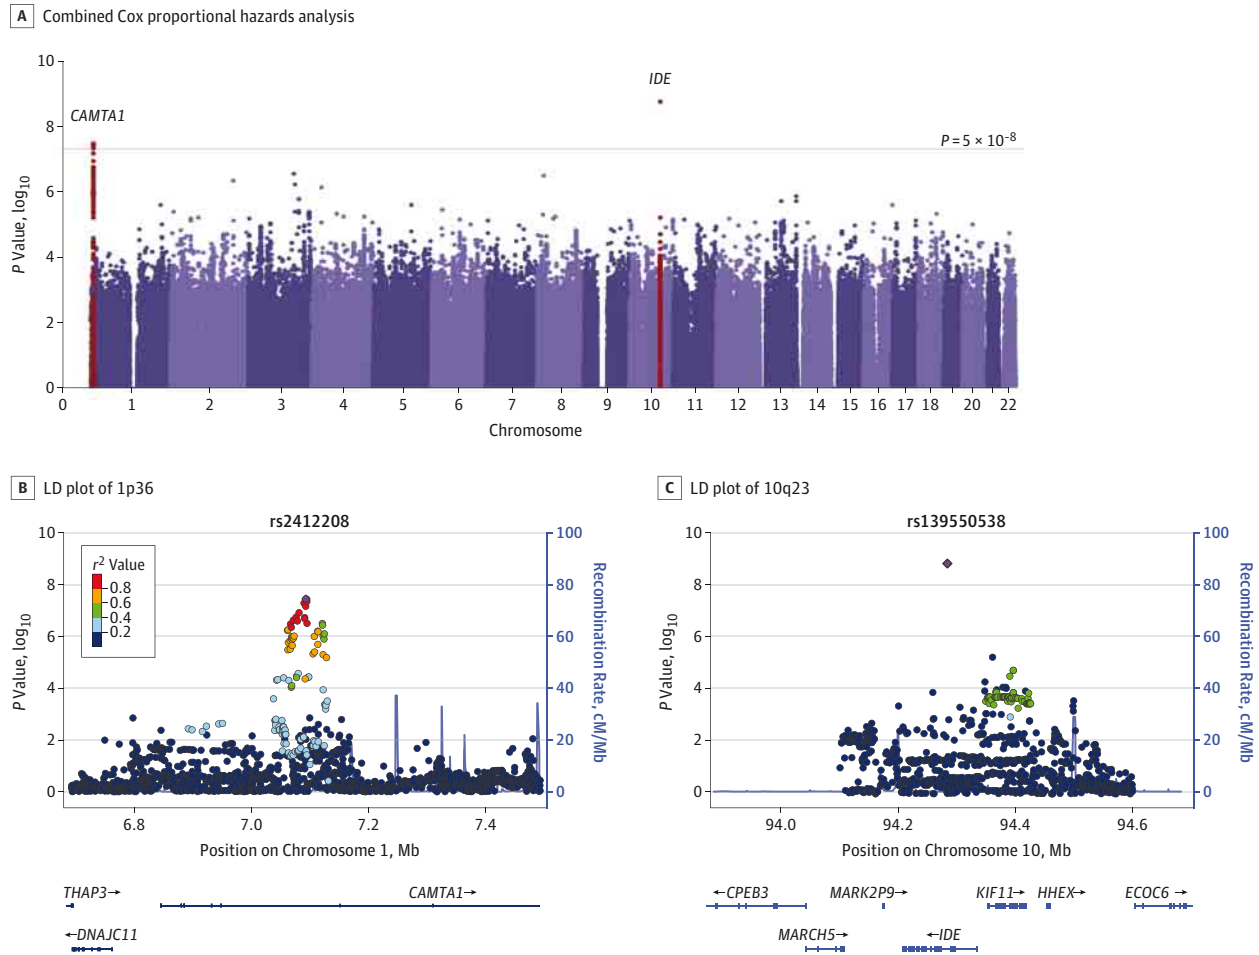 A Combined Cox proportional hazards analysis
10
8
6
4
2
0
P Value, log10
CAMTA1
IDE
P = 5 × 10−8
0 1 2 3 4 5 6 7 8 9 10 11 12 13 14 15 16 17 18 20 22
Chromosome
B LD plot of 1p36
rs2412208
10
8
6
4
2
0
P Value, log10
r2 Value
0.8
0.6
0.4
0.2
100
80
60
40
20
0
Recombination Rate, cM/Mb
6.8 7.0 7.2 7.4
Position on Chromosome 1, Mb
THAP3→ CAMTA1→
←DNAJC11
C LD plot of 10q23
rs139550538
10
8
6
4
2
0
P Value, log10
100
80
60
40
20
0
Recombination Rate, cM/Mb
94.0 94.2 94.4 94.6
Position on Chromosome 10, Mb
←CPEB3 MARK2P9→ KIF11→ HHEX→ ECOC6→
MARCH5→ ←IDE